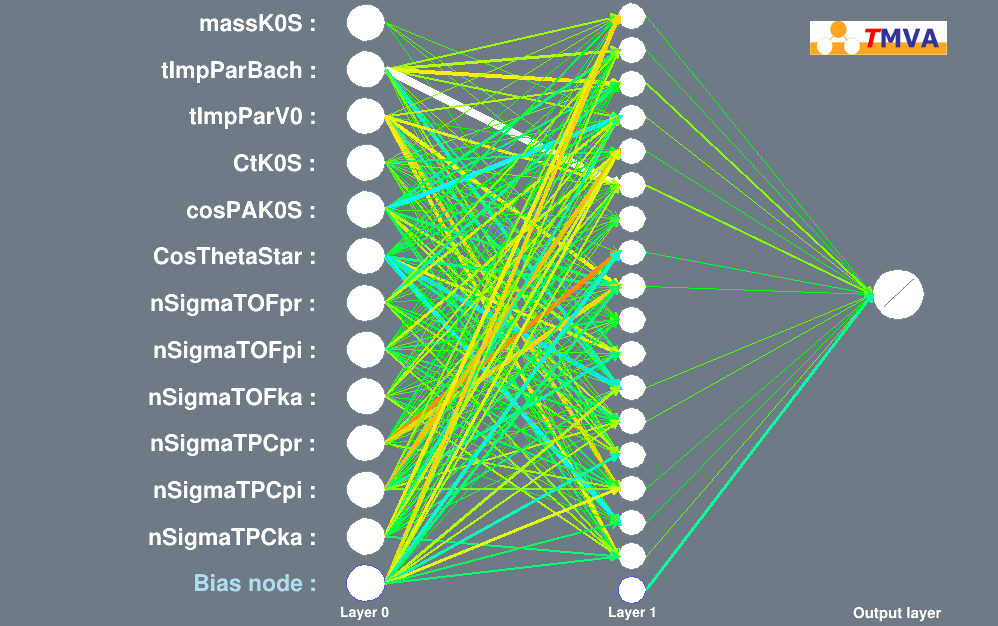 massK0S :
TMVA
tImpParBach :
tImpParV0 :
CtK0S :
cosPAK0S :
CosThetaStar :
nSigmaTOFpr :
nSigmaTOFpi :
nSigmaTOFka :
nSigmaTPCpr :
nSigmaTPCpi :
nSigmaTPCka :
Bias node :
Layer 0
Layer 1
Output layer